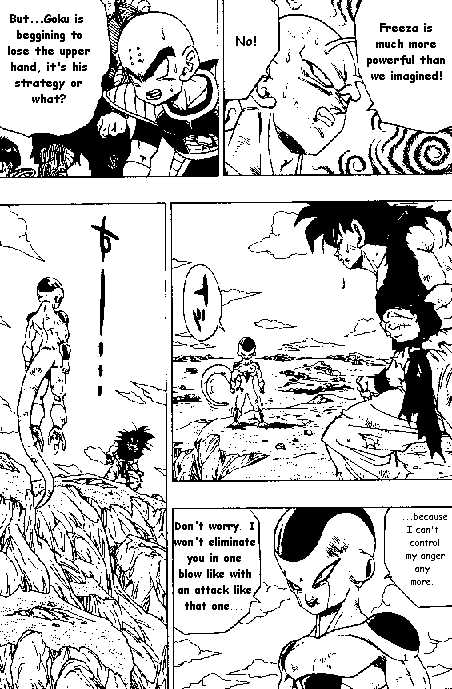 But...Goku is
beggining to
lose the upper
hand, it's his
strategy or
what?
No!
Freeza is
much more
powerful than
we imagined!
Don't worry. I
won't eliminate
you in one
blow like with
an attack like
that one...
...because
I can't
control
my anger
any
more.